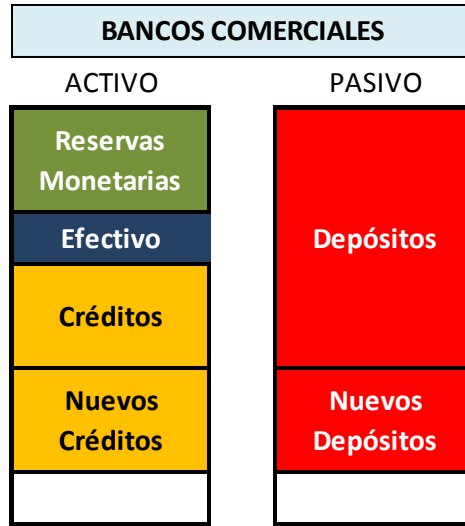 BANCOS COMERCIALES
ACTIVO
PASIVO
Reservas
Monetarias
Efectivo
Depósitos
Créditos
Nuevos
Créditos
Nuevos
Depósitos